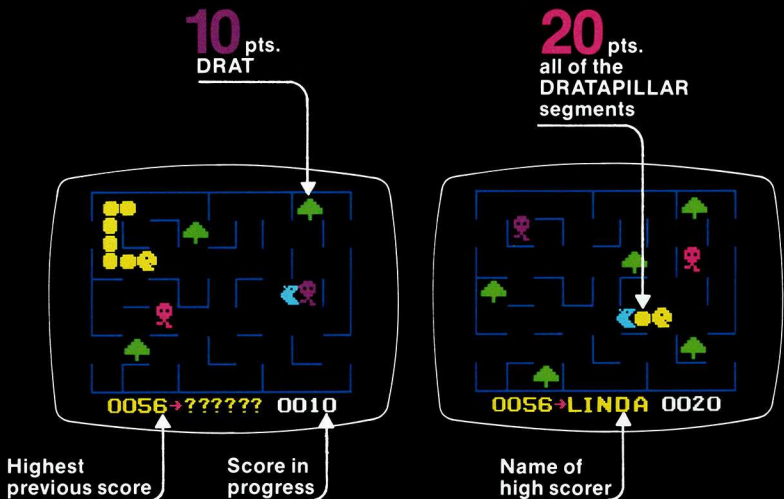 10 pts.
DRAT
20 pts.
all of the
DRATAPILLAR
segments
0056→?????? 0010
0056→LINDA 0020
Highest
previous score
Score in
progress
Name of
high scorer